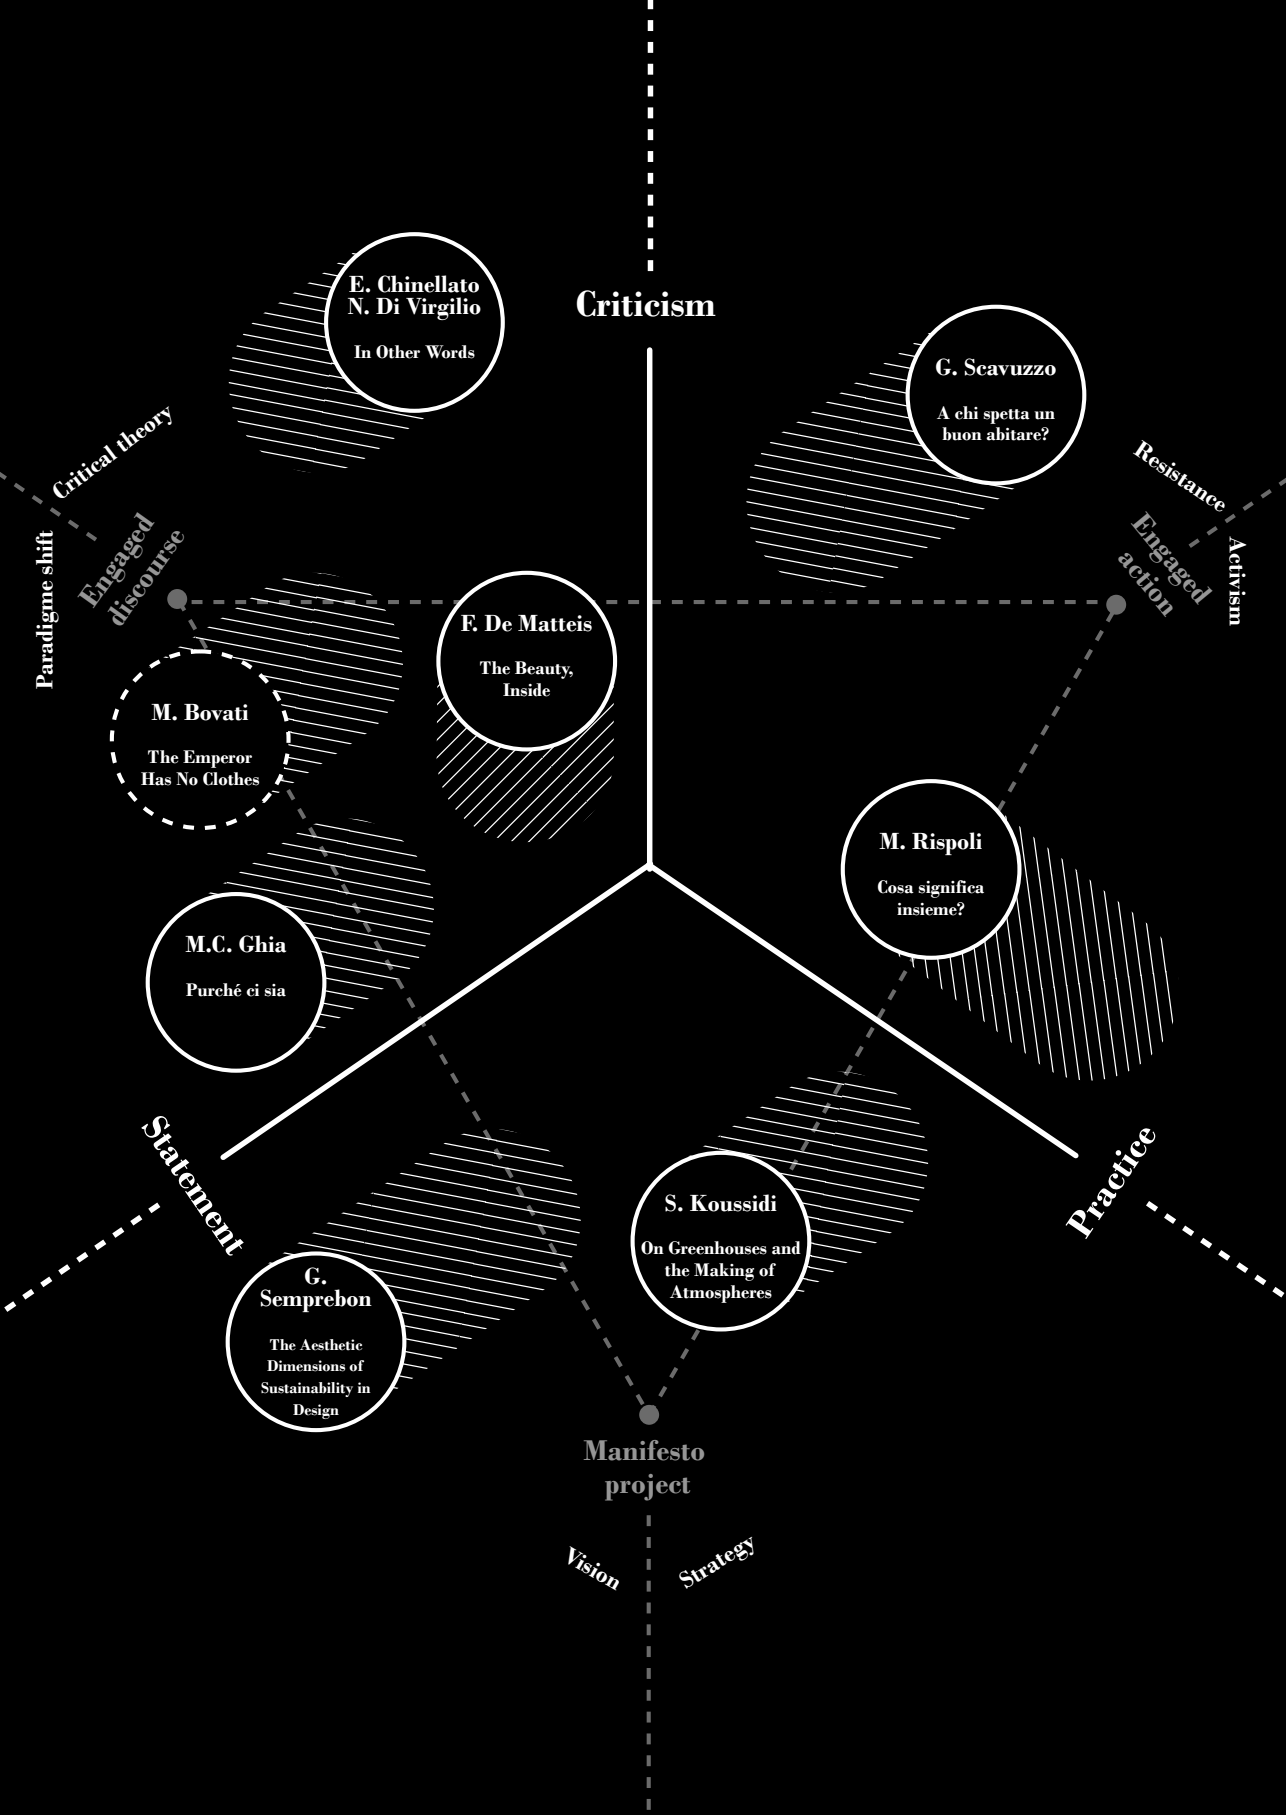 E. Chinellato
N. Di Virgilio
In Other Words
Criticism
G. Scavuzzo
A chi spetta un
buon abitare?
Critical theory
Resistance
Paradigme shift
Engaged
discourse
Engaged
action
Activism
F. De Matteis
The Beauty,
Inside
M. Bovati
The Emperor
Has No Clothes
M. Rispoli
Cosa significa
insieme?
M.C. Ghia
Purché ci sia
Statement
Practice
S. Koussidi
On Greenhouses and
the Making of
Atmospheres
G.
Semprebon
The Aesthetic
Dimensions of
Sustainability in
Design
Manifesto
project
Vision
Strategy